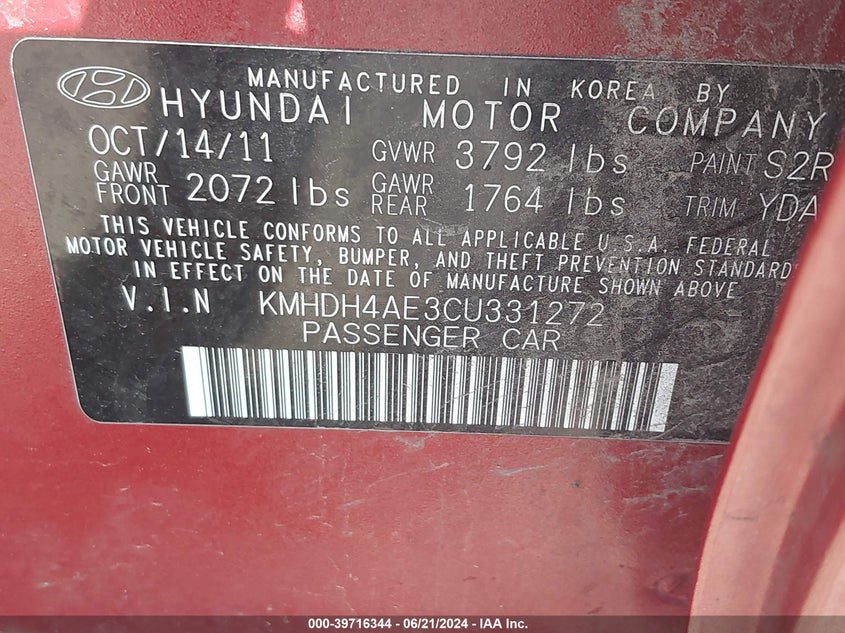 MANUFACTURED IN KOREA BY
HYUNDAI MOTOR COMPANY
OCT/14/11 GVWR 3792 lbs PAINT S2R
GAWR FRONT 2072 lbs GAWR REAR 1764 lbs TRIM YDA
THIS VEHICLE CONFORMS TO ALL APPLICABLE U.S.A. FEDERAL
MOTOR VEHICLE SAFETY, BUMPER, AND THEFT PREVENTION STANDARDS
IN EFFECT ON THE DATE OF MANUFACTURE SHOWN ABOVE
V.I.N KMHDH4AE3CU331272
PASSENGER CAR
000-39716344 - 06/21/2024 - IAA Inc.